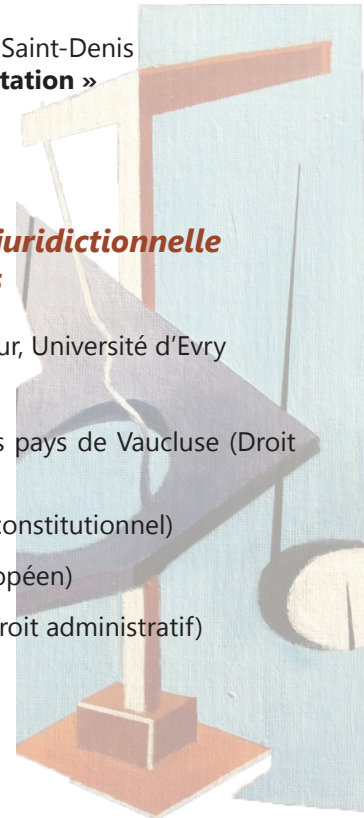 Saint-Denis
tation »
juridictionnelle
s
ur, Université d’Evry
s pays de Vaucluse (Droit
constitutionnel)
opéen)
roit administratif)